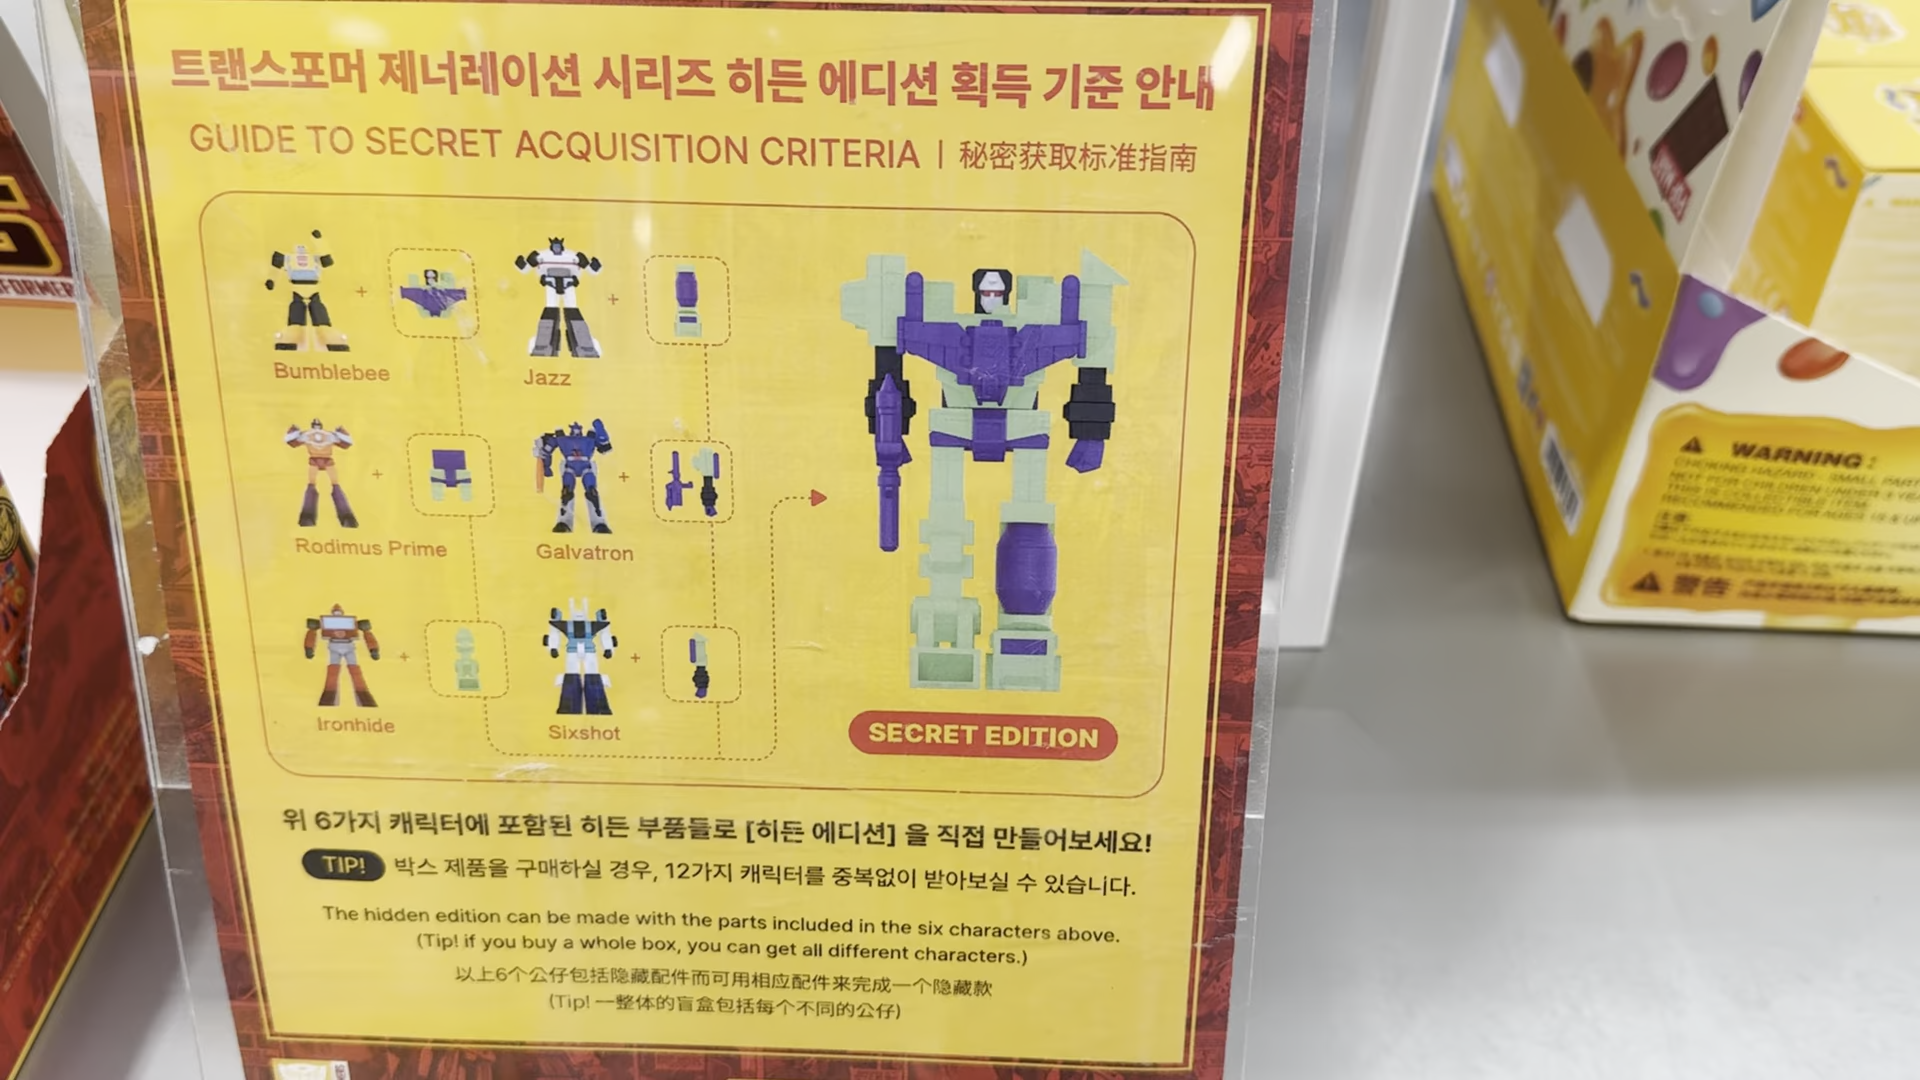 트랜스포머 제너레이션 시리즈 히든 에디션 획득 기준 안내
GUIDE TO SECRET ACQUISITION CRITERIA | 秘密获取标准指南
Bumblebee
Jazz
Rodimus Prime
Galvatron
Ironhide
Sixshot
SECRET EDITION
위 6가지 캐릭터에 포함된 히든 부품들로 [히든 에디션] 을 직접 만들어보세요!
TIP! 박스 제품을 구매하실 경우, 12가지 캐릭터를 중복없이 받아보실 수 있습니다.
The hidden edition can be made with the parts included in the six characters above.
(Tip! if you buy a whole box, you can get all different characters.)
以上6个公仔包括隐藏配件而可用相应配件来完成一个隐藏款
(Tip! 一整体的盲盒包括每个不同的公仔)
WARNING :
CHOKING HAZARD - SMALL PARTS
警告